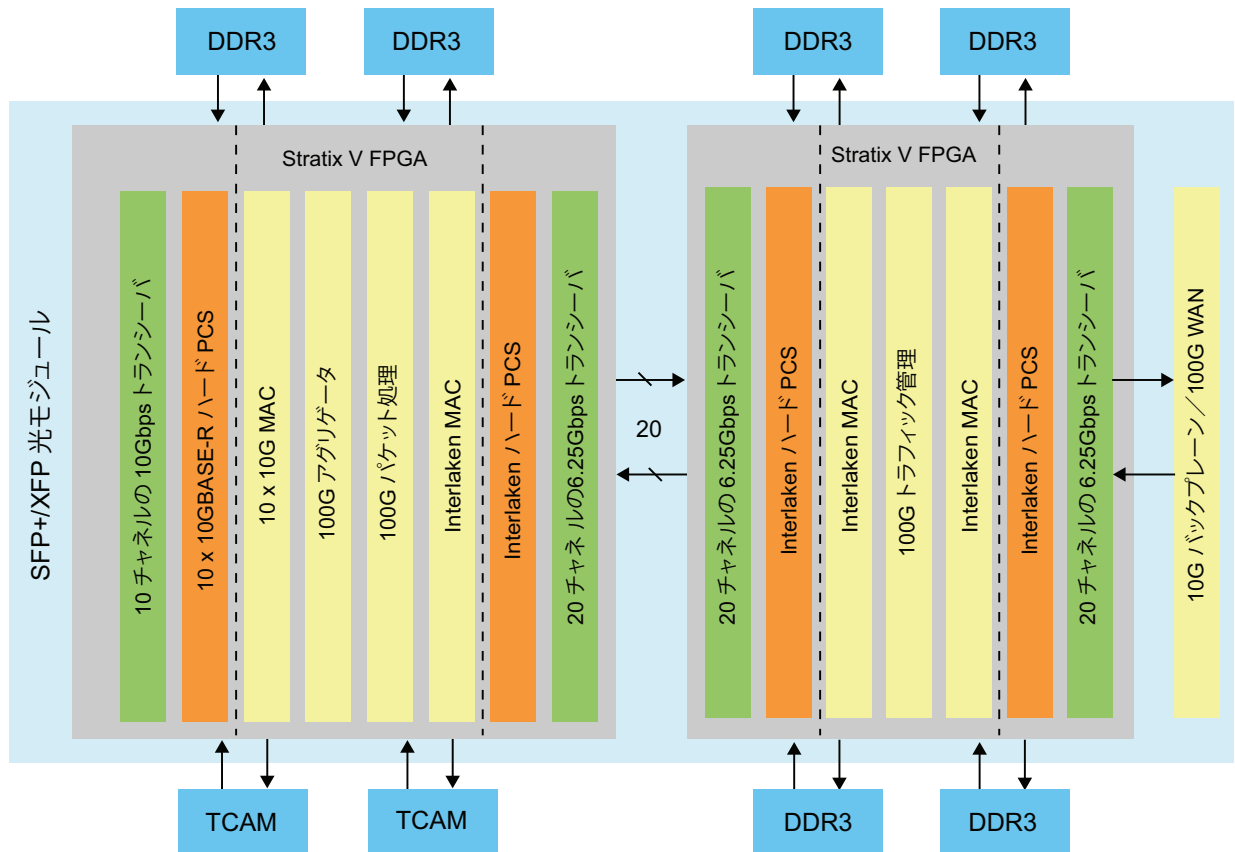 DDR3
DDR3
DDR3
DDR3
SFP+/XFP 光モジュール
Stratix V FPGA
10 チャネルの 10Gbps トランシーバ
10 x 10GBASE-R ハード PCS
10 x 10G MAC
100G アグリゲータ
100G パケット処理
Interlaken MAC
Interlaken ハード PCS
20 チャネルの6.25Gbps トランシーバ
20
Stratix V FPGA
20 チャネルの 6.25Gbps トランシーバ
Interlaken ハード PCS
Interlaken MAC
100G トラフィック管理
Interlaken MAC
Interlaken ハード PCS
20 チャネルの 6.25Gbps トランシーバ
10G バックプレーン／100G WAN
TCAM
TCAM
DDR3
DDR3